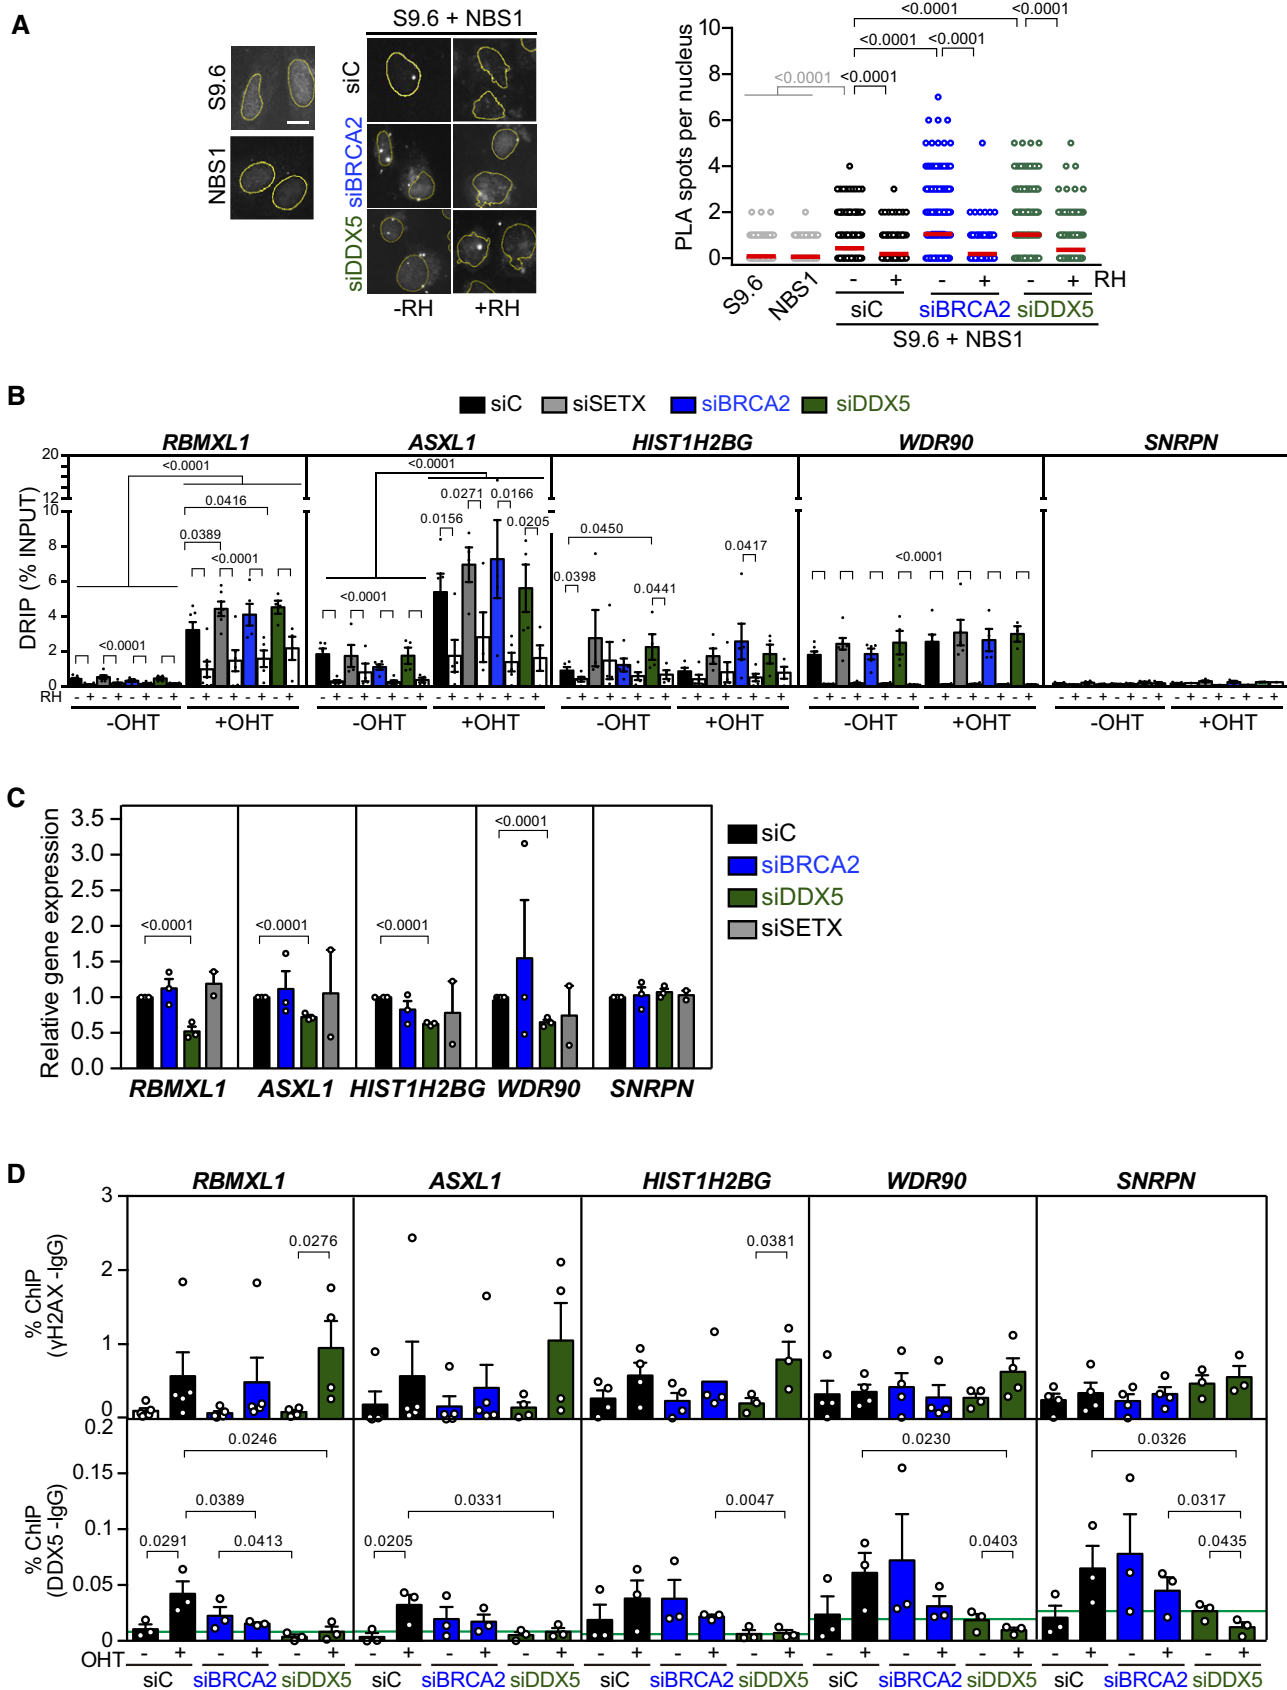 A
S9.6 + NBS1
S9.6
NBS1
siC
siBRCA2
siDDX5
-RH
+RH
PLA spots per nucleus
10
8
6
4
2
0
<0.0001
<0.0001
<0.0001
<0.0001
<0.0001
<0.0001
S9.6
NBS1
- + - + - + RH
siC siBRCA2 siDDX5
S9.6 + NBS1
B
siC siSETX siBRCA2 siDDX5
RBMXL1 ASXL1 HIST1H2BG WDR90 SNRPN
DRIP (% INPUT)
20
12
10
8
6
4
2
0
<0.0001
0.0416
0.0389
<0.0001
<0.0001
<0.0001
0.0271 0.0166
0.0156
0.0205
<0.0001
0.0450
0.0398
0.0441
0.0417
<0.0001
RH - + - + - + - + - + - + - + - + - + - + - + - + - + - + - + - + - + - + - + - + - + - + - + - + - + - + - + - + - + - + - + - + - + - + - + - + - + - + - + - +
-OHT +OHT -OHT +OHT -OHT +OHT -OHT +OHT -OHT +OHT
C
Relative gene expression
3.5
3.0
2.5
2.0
1.5
1.0
0.5
0.0
<0.0001
<0.0001
<0.0001
<0.0001
siC
siBRCA2
siDDX5
siSETX
RBMXL1 ASXL1 HIST1H2BG WDR90 SNRPN
D
RBMXL1 ASXL1 HIST1H2BG WDR90 SNRPN
% ChIP
(γH2AX -IgG)
3
2
1
0
0.0276
0.0381
% ChIP
(DDX5 -IgG)
0.2
0.15
0.1
0.05
0
0.0246
0.0389
0.0291
0.0413
0.0331
0.0205
0.0047
0.0230
0.0403
0.0326
0.0317
0.0435
OHT - + - + - + - + - + - + - + - + - + - + - + - + - + - + - +
siC siBRCA2 siDDX5 siC siBRCA2 siDDX5 siC siBRCA2 siDDX5 siC siBRCA2 siDDX5 siC siBRCA2 siDDX5